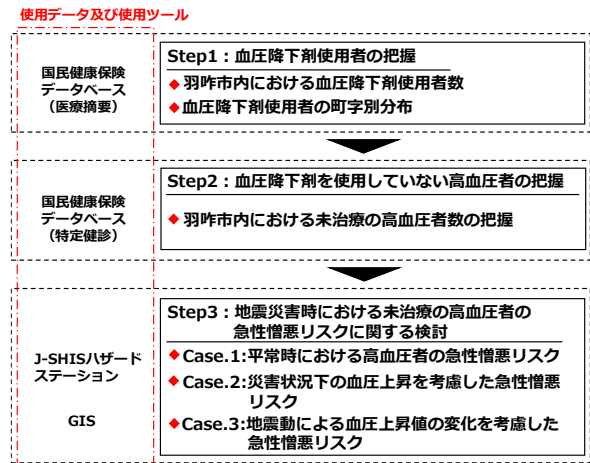 使用データ及び使用ツール
国民健康保険
データベース
（医療摘要）
Step1：血圧降下剤使用者の把握
◆羽咋市内における血圧降下剤使用者数
◆血圧降下剤使用者の町字別分布
国民健康保険
データベース
（特定健診）
Step2：血圧降下剤を使用していない高血圧者の把握
◆羽咋市内における未治療の高血圧者数の把握
J-SHISハザード
ステーション
GIS
Step3：地震災害時における未治療の高血圧者の
急性憎悪リスクに関する検討
◆Case.1:平常時における高血圧者の急性憎悪リスク
◆Case.2:災害状況下の血圧上昇を考慮した急性憎悪
リスク
◆Case.3:地震動による血圧上昇値の変化を考慮した
急性憎悪リスク